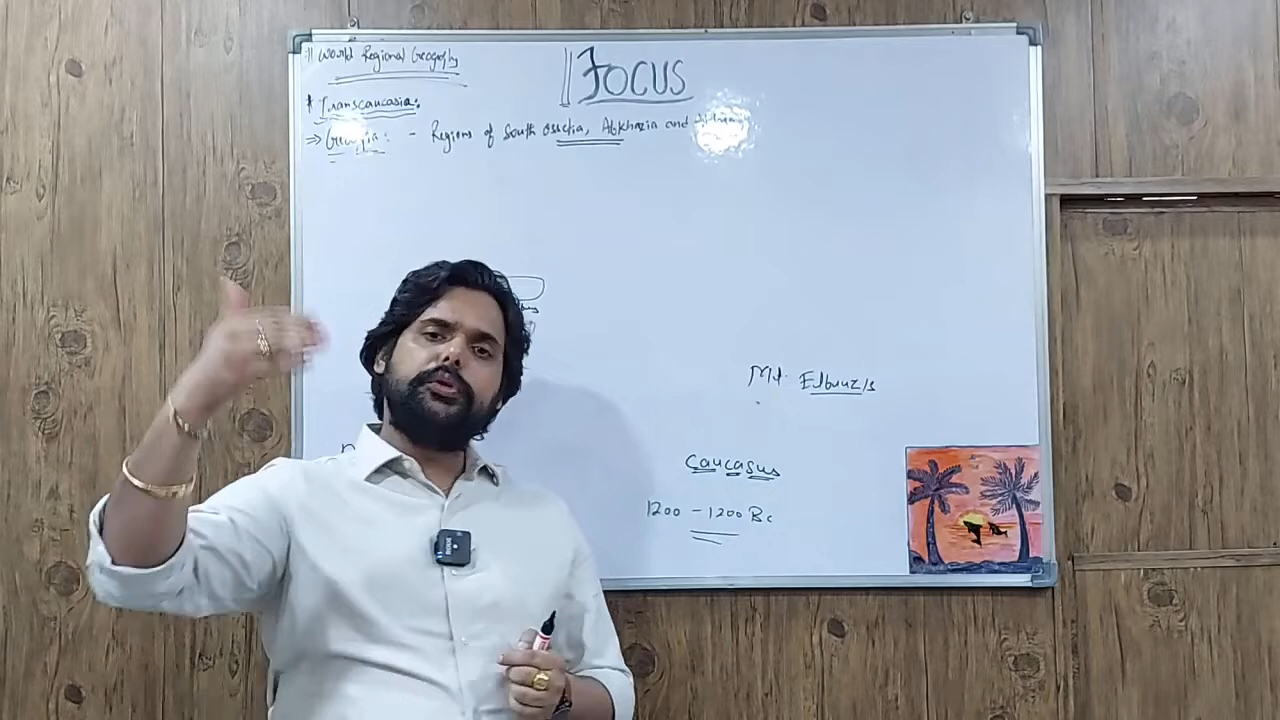 World Regional Geography
FOCUS
* Transcaucasia:
⇒ Georgia: - Regions of South Ossetia, Abkhazia and
Mt. Elbruz/s
Caucasus
1200 - 1200 Bc